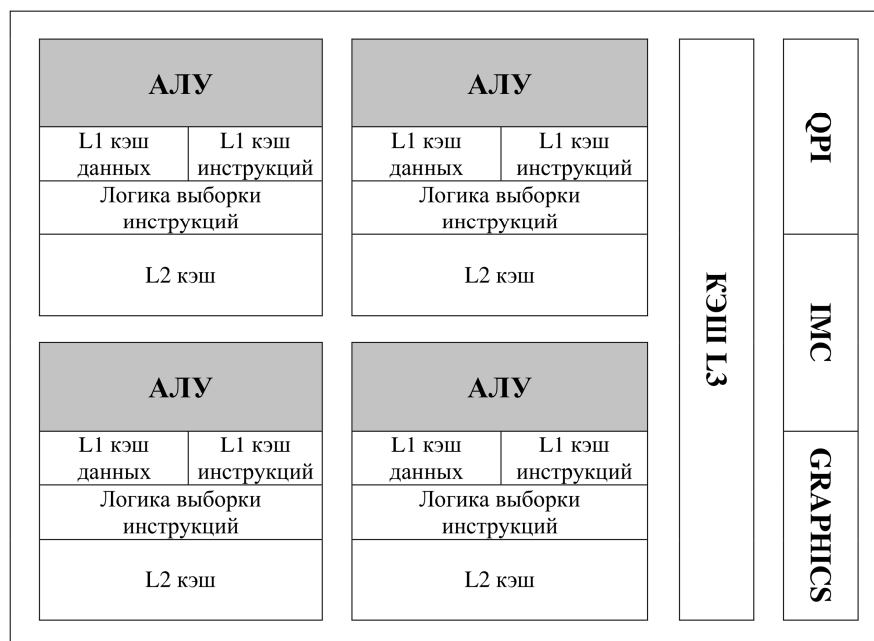 АЛУ
L1 кэш
данных
L1 кэш
инструкций
Логика выборки
инструкций
L2 кэш
АЛУ
L1 кэш
данных
L1 кэш
инструкций
Логика выборки
инструкций
L2 кэш
АЛУ
L1 кэш
данных
L1 кэш
инструкций
Логика выборки
инструкций
L2 кэш
АЛУ
L1 кэш
данных
L1 кэш
инструкций
Логика выборки
инструкций
L2 кэш
КЭШ L3
QPI
IMC
GRAPHICS